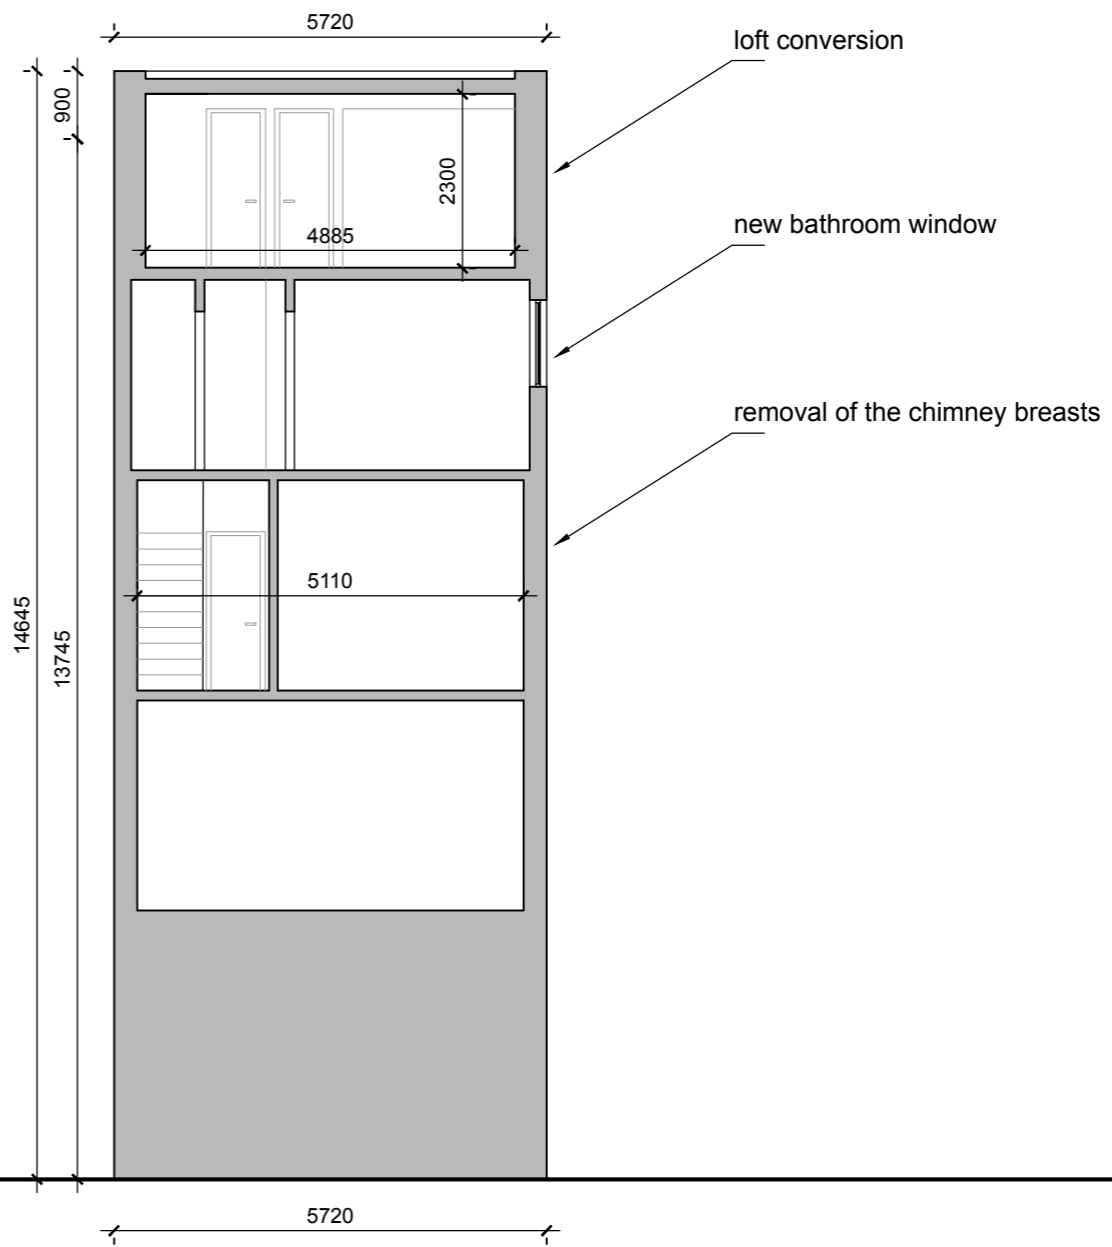 5720
loft conversion
900
2300
new bathroom window
4885
removal of the chimney breasts
5110
14645
13745
5720